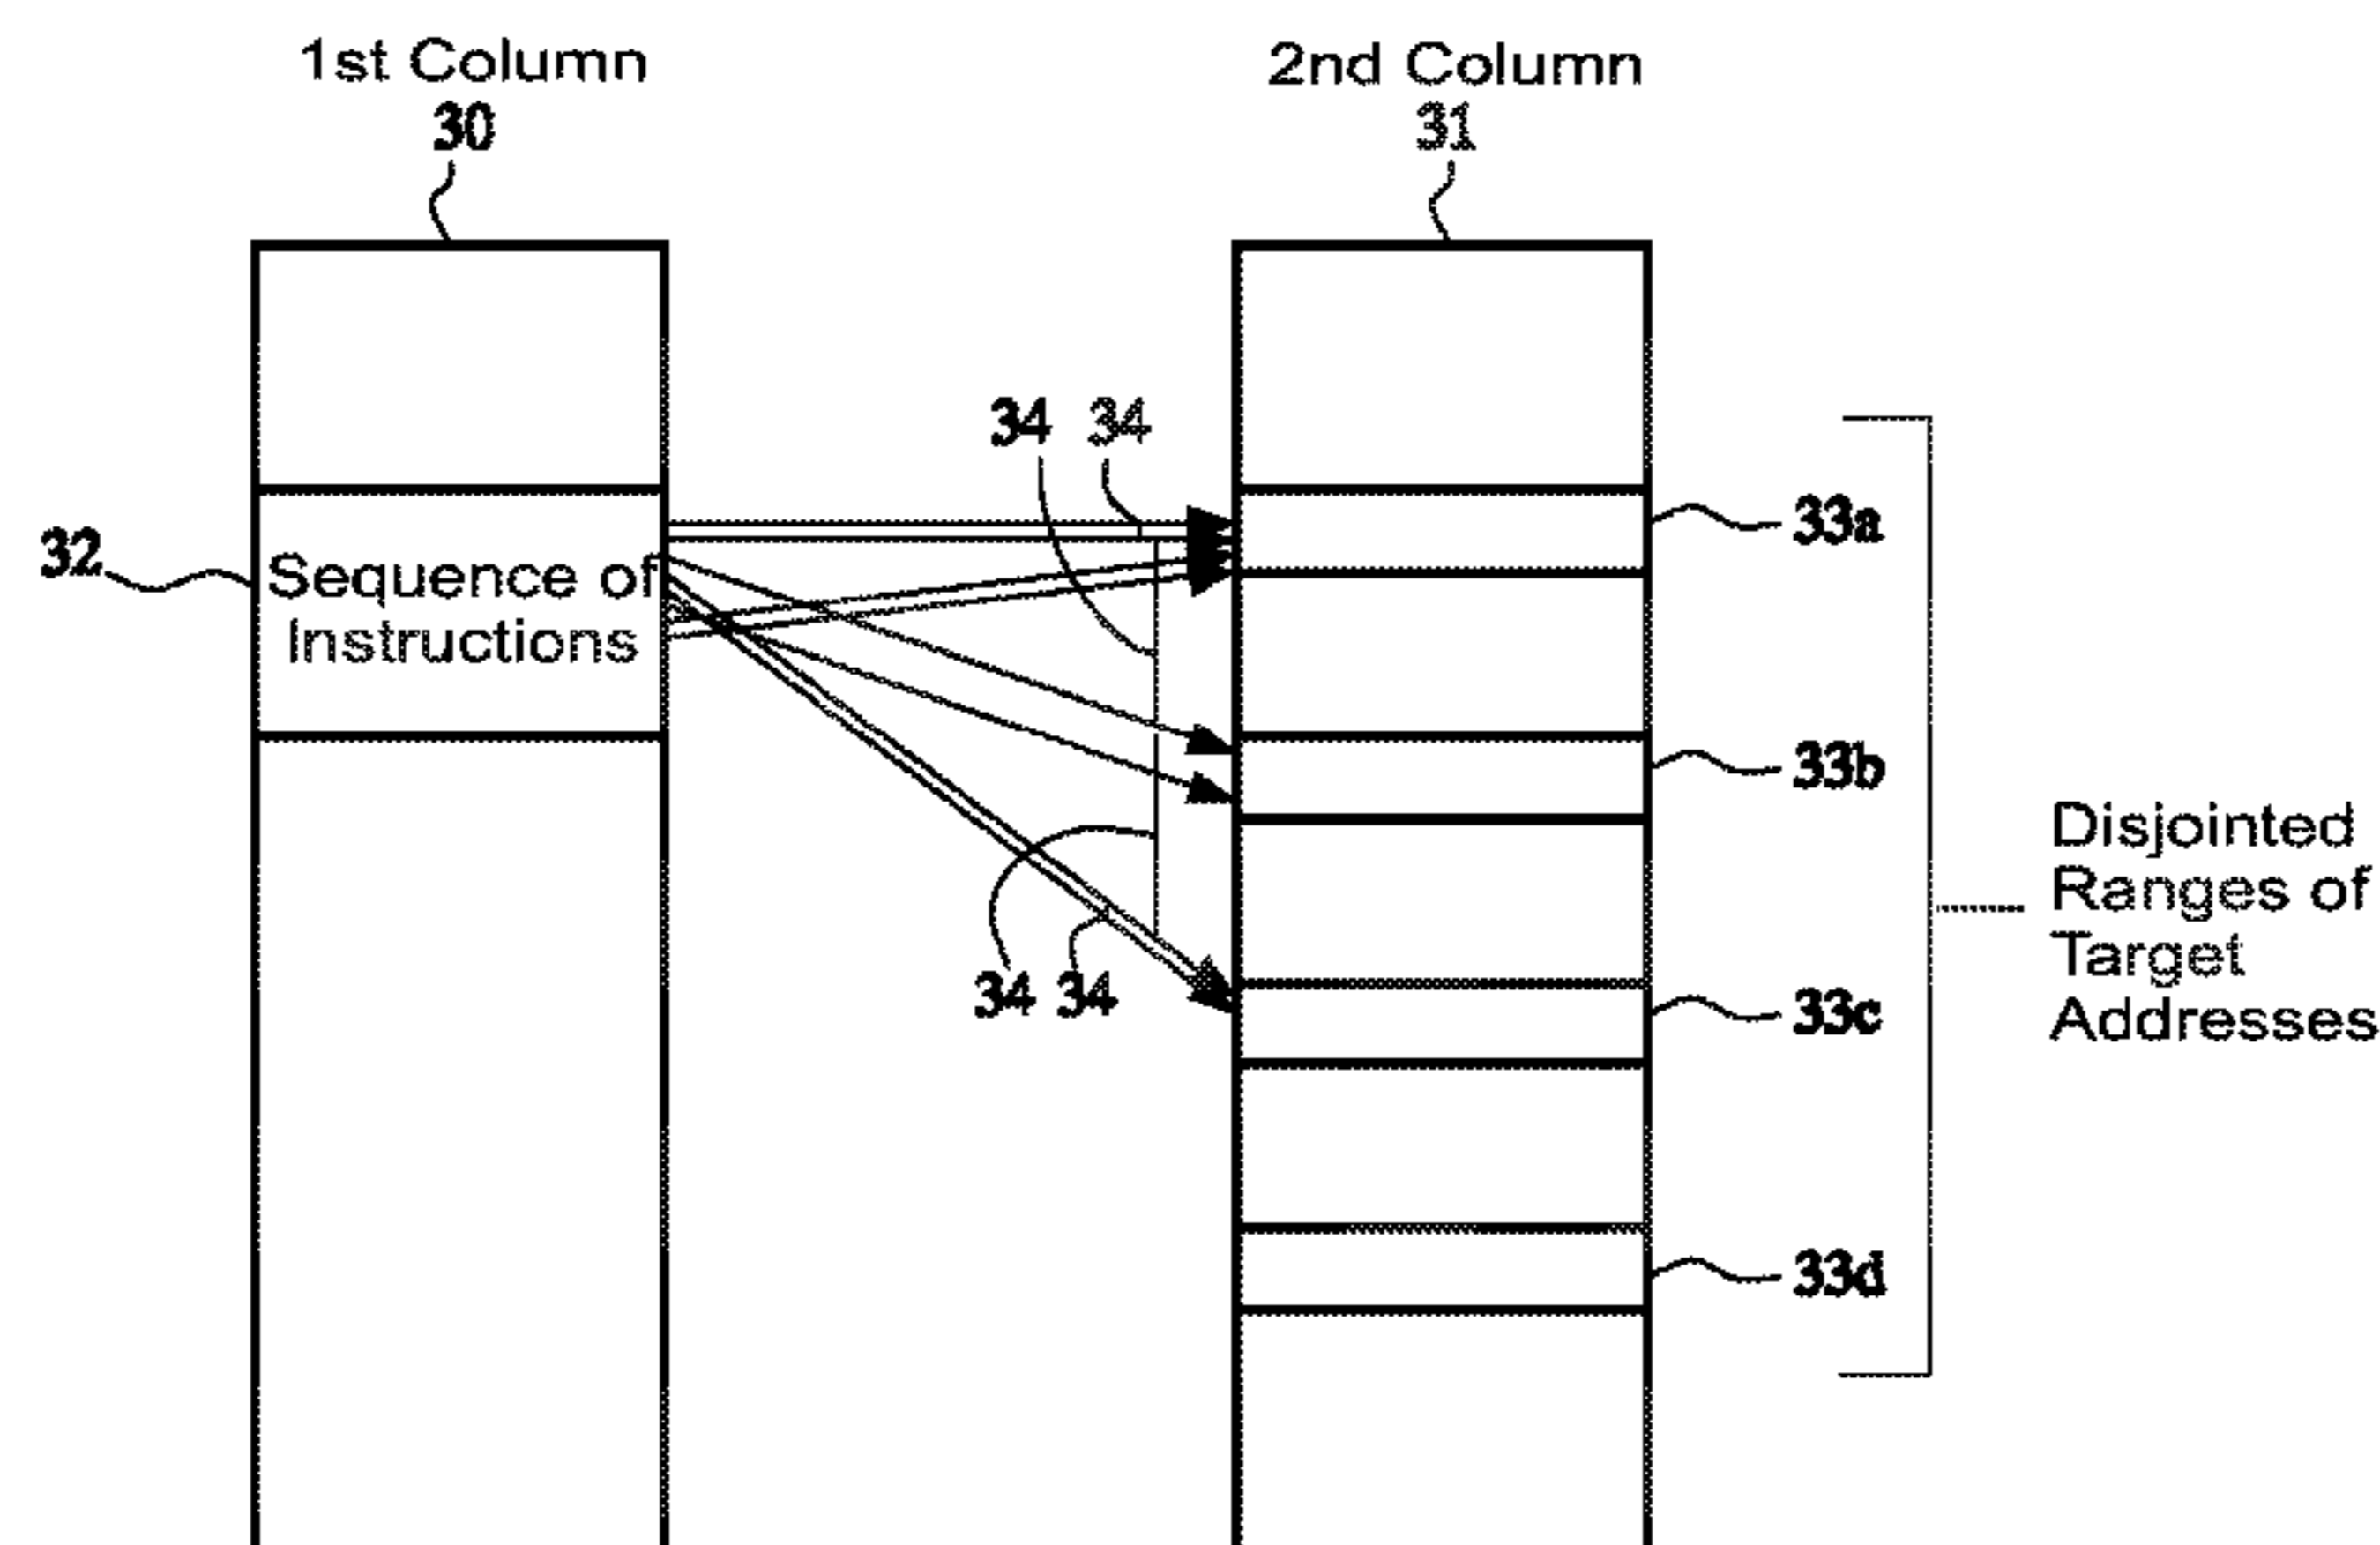 1st Column
30
2nd Column
31
34 34
33a
32
Sequence of
Instructions
33b
Disjointed
Ranges of
Target
Addresses
34 34
33c
33d